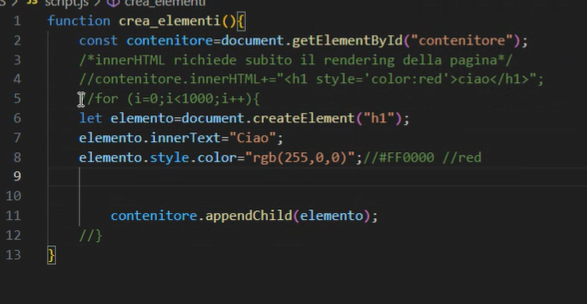 JS script.js > crea_elementi
1 function crea_elementi(){
2 const contenitore=document.getElementById("contenitore");
3 /*innerHTML richiede subito il rendering della pagina*/
4 //contenitore.innerHTML+="<h1 style='color:red'>ciao</h1>";
5 //for (i=0;i<1000;i++){
6 let elemento=document.createElement("h1");
7 elemento.innerText="Ciao";
8 elemento.style.color="rgb(255,0,0)";//#FF0000 //red
9
10
11 contenitore.appendChild(elemento);
12 //}
13 }